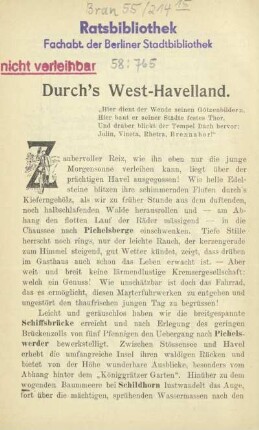 Bran 55/214 15
Ratsbibliothek
Fachabt. der Berliner Stadtbibliothek
nicht verleihbar
58: 765
Durch's West-Havelland.
„Hier dient der Wende seinen Götzenbildern,
Hier baut er seiner Städte festes Thor,
Und drüber blickt der Tempel Dach hervor:
Julin, Vineta, Rhetra, Brennabor!"
Zaubervoller Reiz, wie ihn eben nur die junge
Morgensonne verleihen kann, liegt über der
prächtigen Havel ausgegossen! Wie helle Edel-
steine blitzen ihre schimmernden Fluten durch's
Kieferngehölz, als wir zu früher Stunde aus dem duftenden,
noch halbschlafenden Walde herausrollen und — am Ab-
hang den flotten Lauf der Räder mässigend — in die
Chaussee nach Pichelsberge einschwenken. Tiefe Stille
herrscht noch rings, nur der leichte Rauch, der kerzengerade
zum Himmel steigend, gut Wetter kündet, zeigt, dass drüben
im Gasthaus auch schon das Leben erwacht ist. — Aber
weit und breit keine Birmendlustige Kremsergesellschaft:
welch ein Genuss! Wie unschätzbar ist doch das Fahrrad,
das es ermöglicht, diesen Marterfuhrwerken zu entgehen und
ungestört den thaufrischen jungen Tag zu begrüssen!
Leicht und geräuschlos haben wir die breitgespannte
Schiffsbrücke erreicht und nach Erlegung des geringen
Brückenzolls von fünf Pfennigen den Uebergang nach Pichels-
werder bewerkstelligt. Zwischen Stössensee und Havel
erhebt die umfangreiche Insel ihren waldigen Rücken und
bietet von der Höhe wunderbare Ausblicke, besonders vom
Abhang hinter dem „Königgrätzer Garten". Hinüber zu dem
wogenden Baummeere bei Schildhorn lustwandelt das Auge,
fort über die mächtigen, sprühenden Wassermassen nach den